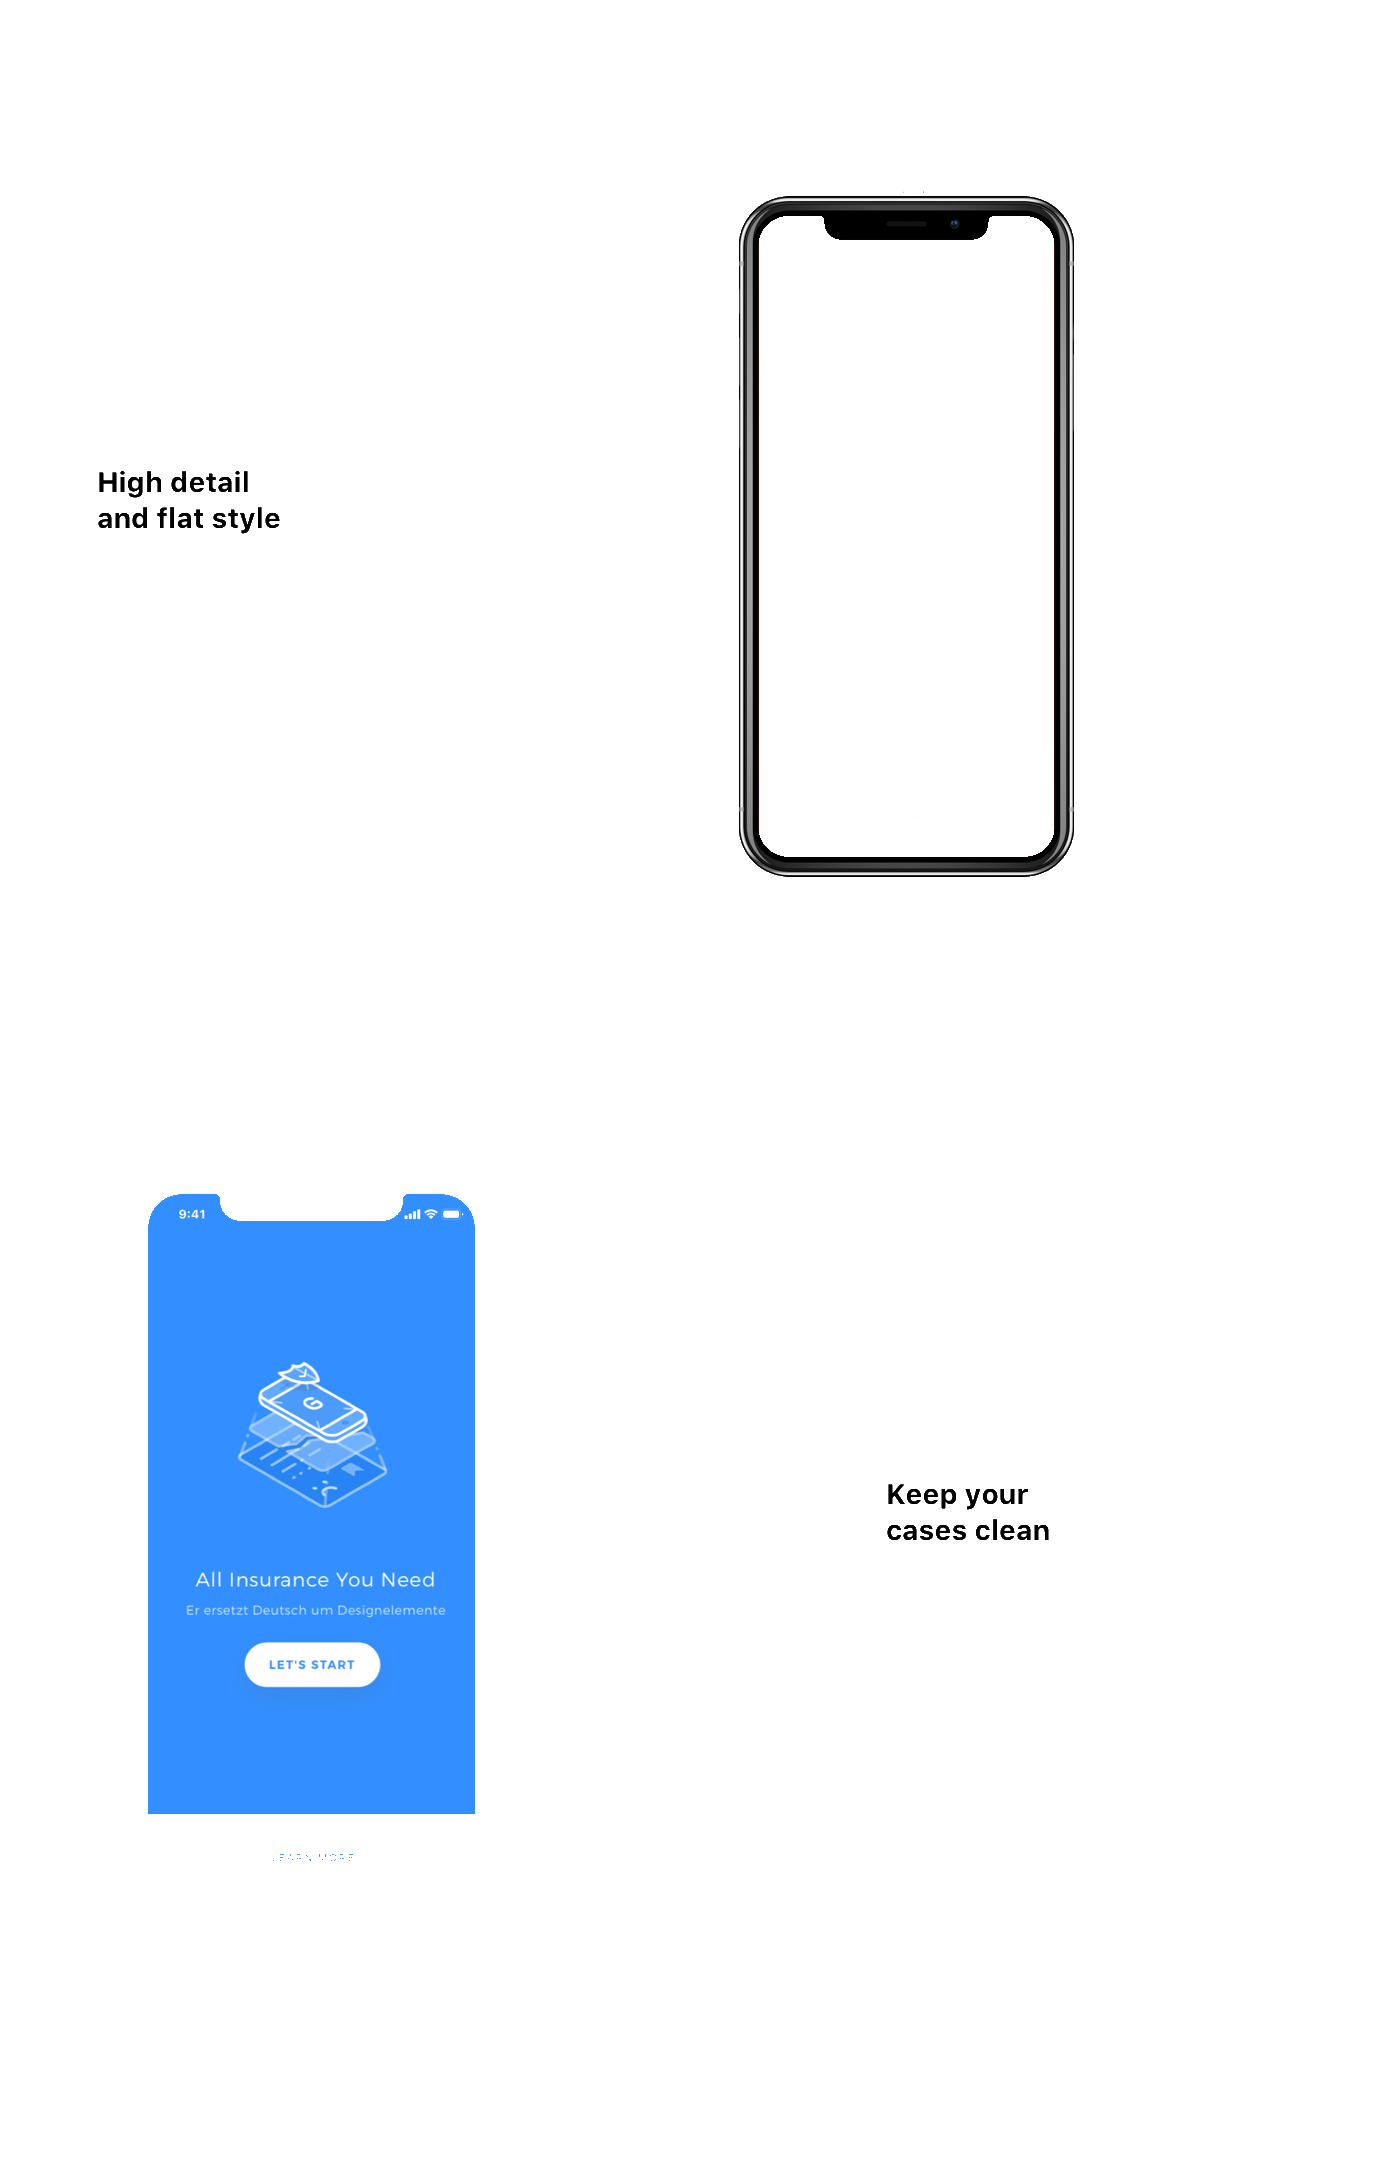 High detail
and flat style
9:41
G
All Insurance You Need
Er ersetzt Deutsch um Designelemente
LET'S START
LEARN MORE
Keep your
cases clean